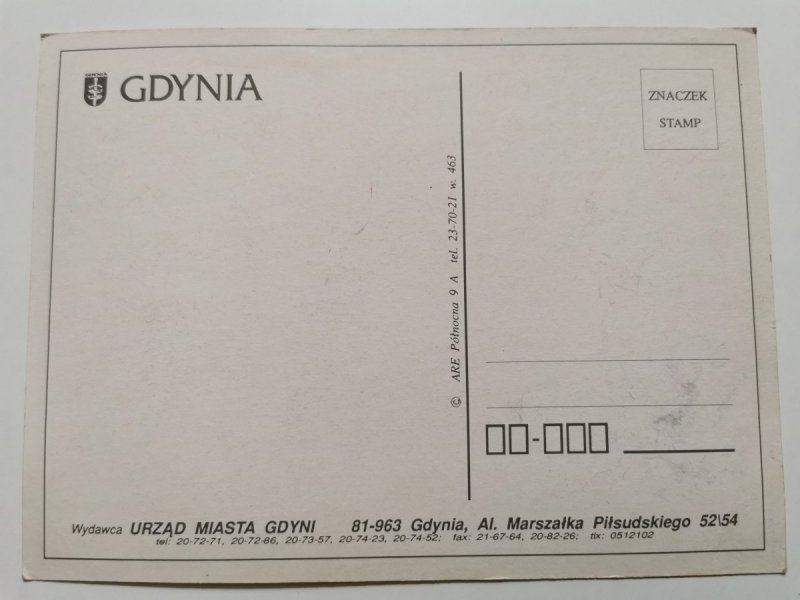 GDYNIA
GDYNIA
ZNACZEK
STAMP
© ARE Północna 9 A tel. 23-70-21 w. 463
Wydawca URZĄD MIASTA GDYNI 81-963 Gdynia, Al. Marszałka Piłsudskiego 52\54
tel: 20-72-71, 20-72-86, 20-73-57, 20-74-23, 20-74-52; fax: 21-67-64, 20-82-26; tlx: 0512102